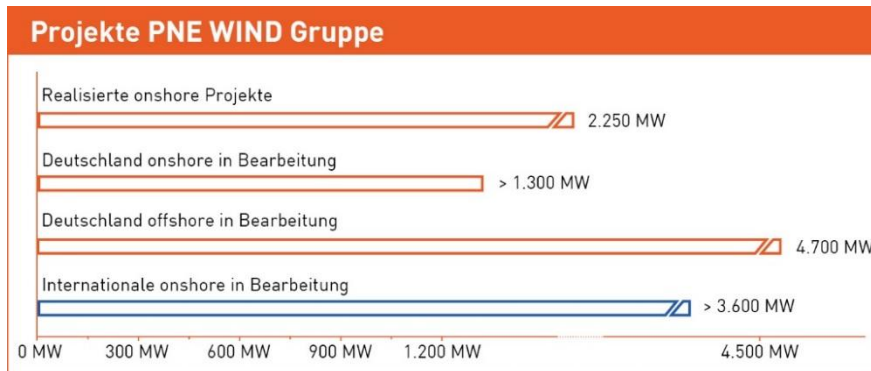 Projekte PNE WIND Gruppe
Realisierte onshore Projekte
2.250 MW
Deutschland onshore in Bearbeitung
> 1.300 MW
Deutschland offshore in Bearbeitung
4.700 MW
Internationale onshore in Bearbeitung
> 3.600 MW
0 MW 300 MW 600 MW 900 MW 1.200 MW 4.500 MW